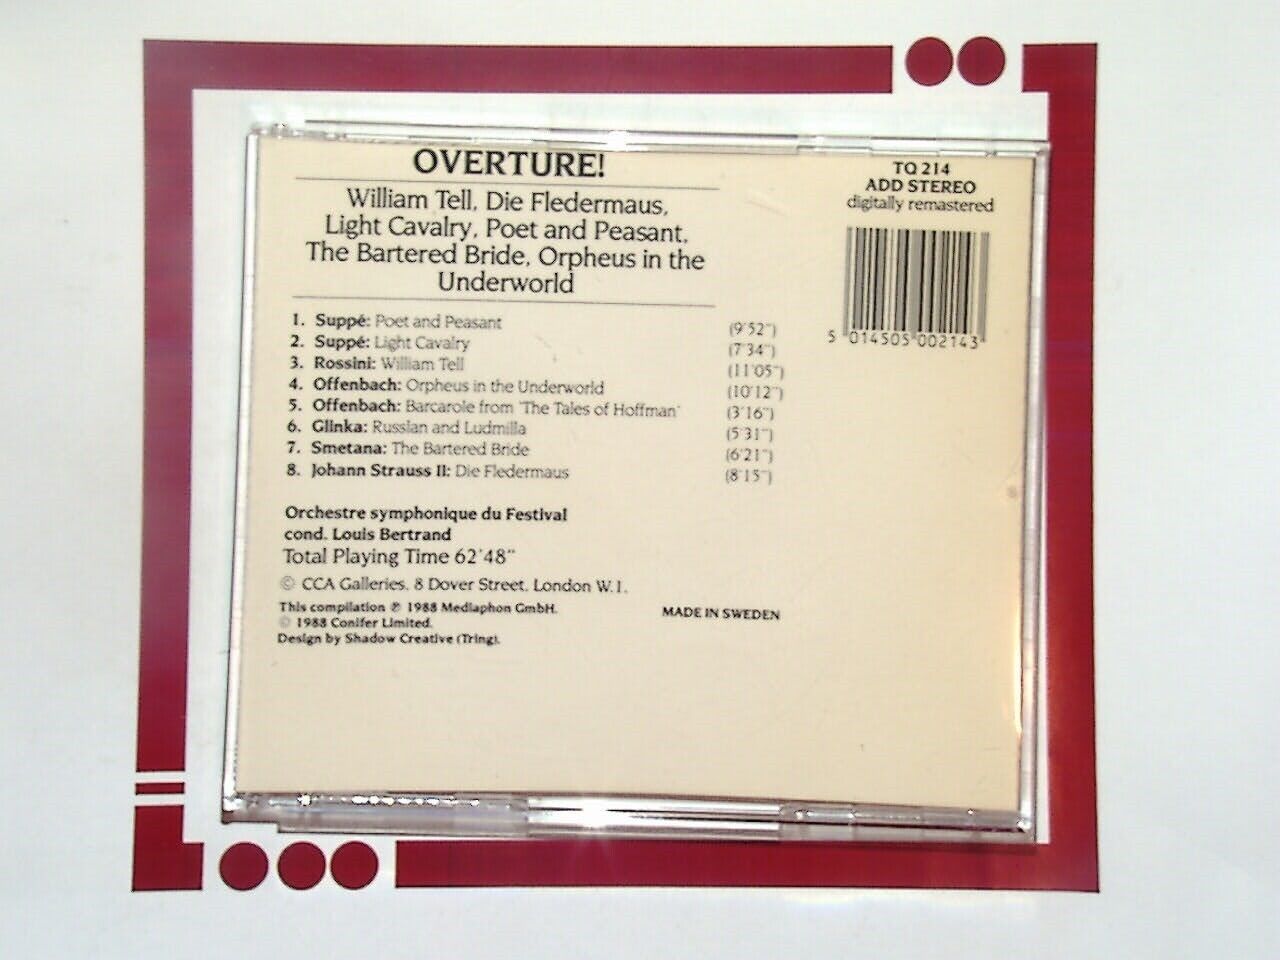 OVERTURE!
William Tell, Die Fledermaus,
Light Cavalry, Poet and Peasant,
The Bartered Bride, Orpheus in the
Underworld
TQ 214
ADD STEREO
digitally remastered
5 014505 002143
1. Suppé: Poet and Peasant (9'52")
2. Suppé: Light Cavalry (7'34")
3. Rossini: William Tell (11'05")
4. Offenbach: Orpheus in the Underworld (10'12")
5. Offenbach: Barcarole from 'The Tales of Hoffman' (3'16")
6. Glinka: Russlan and Ludmilla (5'31")
7. Smetana: The Bartered Bride (6'21")
8. Johann Strauss II: Die Fledermaus (8'15")
Orchestre symphonique du Festival
cond. Louis Bertrand
Total Playing Time 62'48"
© CCA Galleries, 8 Dover Street, London W.1.
This compilation ℗ 1988 Mediaphon GmbH.
© 1988 Conifer Limited.
Design by Shadow Creative (Tring).
MADE IN SWEDEN